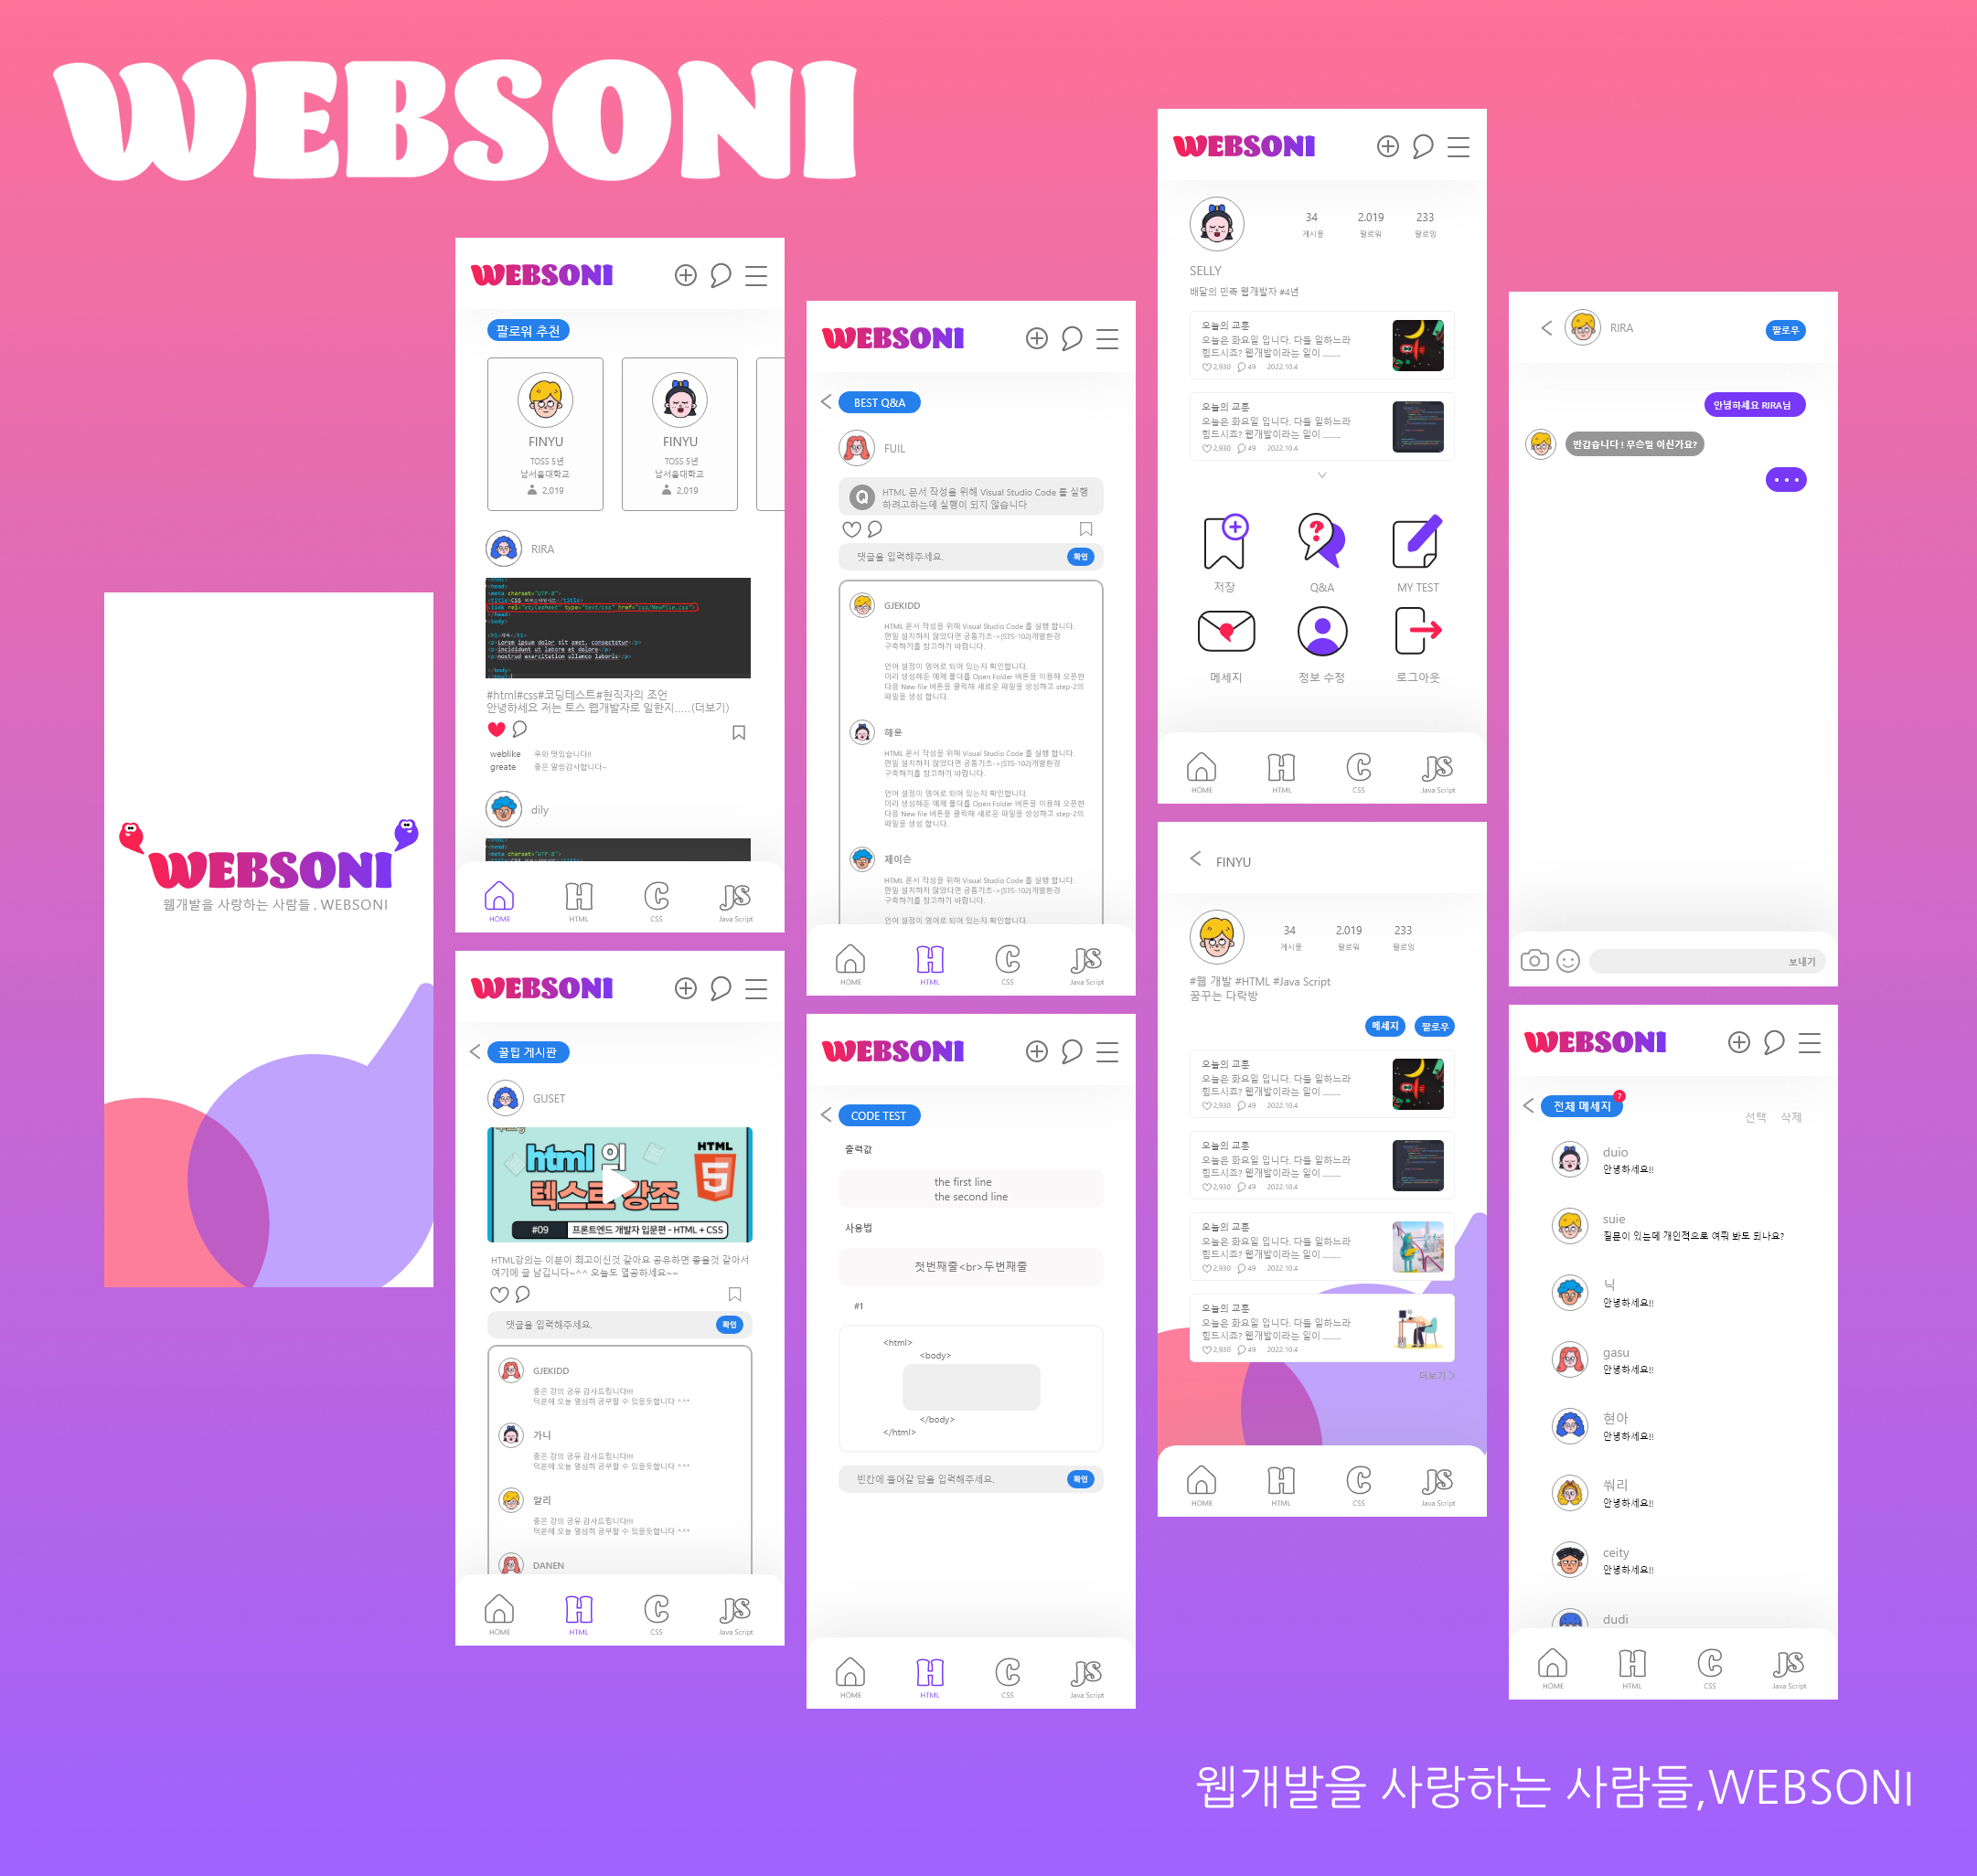 WEBSONI
WEBSONI
웹개발을 사랑하는 사람들 , WEBSONI
WEBSONI
팔로워 추천
FINYU
TOSS 5년
남서울대학교
2,019
FINYU
TOSS 5년
남서울대학교
2,019
RIRA
<head>
<meta charset="UTF-8">
<link rel="stylesheet" type="text/css" href="css/NewFile.css">
</head>
<body>
<p>Lorem ipsum dolor sit amet, consectetur</p>
<p>incididunt ut labore et dolore</p>
<p>nostrud exercitation ullamco laboris</p>
</body>
#html#css#코딩테스트#현직자의 조언
안녕하세요 저는 토스 웹개발자로 일한지.....(더보기)
weblike 우와 멋있습니다!!
greate 좋은 말씀감사합니다~
dily
<head>
<meta charset="UTF-8">
HOME HTML CSS Java Script
WEBSONI
꿀팁 게시판
GUSET
html 의
텍스트 강조
HTML
5
#09 프론트엔드 개발자 입문편 - HTML + CSS
HTML강의는 이분이 최고이신것 같아요 공유하면 좋을것 같아서
여기에 글 남깁니다~^^ 오늘도 열공하세요~~
댓글을 입력해주세요.
확인
GJEKIDD
좋은 강의 공유 감사드립니다!!!
덕분에 오늘 열심히 공부할 수 있을듯합니다 ^^*
가니
좋은 강의 공유 감사드립니다!!!
덕분에 오늘 열심히 공부할 수 있을듯합니다 ^^*
알리
좋은 강의 공유 감사드립니다!!!
덕분에 오늘 열심히 공부할 수 있을듯합니다 ^^*
DANEN
HOME HTML CSS Java Script
WEBSONI
BEST Q&A
FUIL
Q
HTML 문서 작성을 위해 Visual Studio Code 를 실행
하려고하는데 실행이 되지 않습니다
댓글을 입력해주세요.
확인
GJEKIDD
HTML 문서 작성을 위해 Visual Studio Code 를 실행 합니다.
만일 설치하지 않았다면 공통기초->[STS-102]개발환경
구축하기를 참고하기 바랍니다.
언어 설정이 영어로 되어 있는지 확인합니다.
미리 생성해둔 예제 폴더를 Open Folder 버튼을 이용해 오픈한
다음 New file 버튼을 클릭해 새로운 파일을 생성하고 step-2의
파일을 생성 합니다.
해윤
HTML 문서 작성을 위해 Visual Studio Code 를 실행 합니다.
만일 설치하지 않았다면 공통기초->[STS-102]개발환경
구축하기를 참고하기 바랍니다.
언어 설정이 영어로 되어 있는지 확인합니다.
미리 생성해둔 예제 폴더를 Open Folder 버튼을 이용해 오픈한
다음 New file 버튼을 클릭해 새로운 파일을 생성하고 step-2의
파일을 생성 합니다.
제이슨
HTML 문서 작성을 위해 Visual Studio Code 를 실행 합니다.
만일 설치하지 않았다면 공통기초->[STS-102]개발환경
구축하기를 참고하기 바랍니다.
언어 설정이 영어로 되어 있는지 확인합니다.
HOME HTML CSS Java Script
WEBSONI
CODE TEST
출력값
the first line
the second line
사용법
첫번째줄<br>두번째줄
#1
<html>
<body>
</body>
</html>
빈칸에 들어갈 답을 입력해주세요.
확인
HOME HTML CSS Java Script
WEBSONI
34 2.019 233
게시물 팔로워 팔로잉
SELLY
배달의 민족 웹개발자 #4년
오늘의 교훈
오늘은 화요일 입니다. 다들 일하느라
힘드시죠? 웹개발이라는 일이 .........
2,930 49 2022.10.4
오늘의 교훈
오늘은 화요일 입니다. 다들 일하느라
힘드시죠? 웹개발이라는 일이 .........
2,930 49 2022.10.4
저장 Q&A MY TEST
메세지 정보 수정 로그아웃
HOME HTML CSS Java Script
FINYU
34 2.019 233
게시물 팔로워 팔로잉
#웹 개발 #HTML #Java Script
꿈꾸는 다락방
메세지 팔로우
오늘의 교훈
오늘은 화요일 입니다. 다들 일하느라
힘드시죠? 웹개발이라는 일이 .........
2,930 49 2022.10.4
오늘의 교훈
오늘은 화요일 입니다. 다들 일하느라
힘드시죠? 웹개발이라는 일이 .........
2,930 49 2022.10.4
오늘의 교훈
오늘은 화요일 입니다. 다들 일하느라
힘드시죠? 웹개발이라는 일이 .........
2,930 49 2022.10.4
오늘의 교훈
오늘은 화요일 입니다. 다들 일하느라
힘드시죠? 웹개발이라는 일이 .........
2,930 49 2022.10.4
더보기 >
HOME HTML CSS Java Script
RIRA
팔로우
안녕하세요 RIRA님
반갑습니다 ! 무슨일 이신가요?
보내기
WEBSONI
전체 메세지
7
선택 삭제
duio
안녕하세요!!
suie
질문이 있는데 개인적으로 여쭤 봐도 되나요?
닉
안녕하세요!!
gasu
안녕하세요!!
현아
안녕하세요!!
쒀리
안녕하세요!!
ceity
안녕하세요!!
dudi
HOME HTML CSS Java Script
웹개발을 사랑하는 사람들,WEBSONI